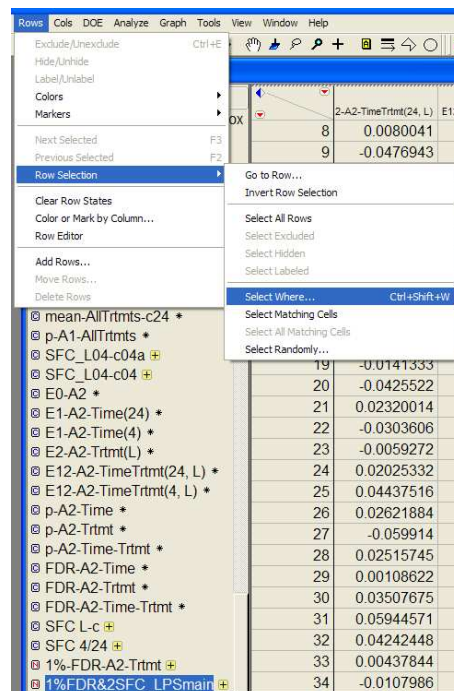 Rows Cols DOE Analyze Graph Tools View Window Help
Exclude/Unexclude Ctrl+E
Hide/Unhide
Label/Unlabel
Colors
Markers
Next Selected F3
Previous Selected F2
Row Selection
Clear Row States
Color or Mark by Column...
Row Editor
Add Rows...
Move Rows...
Delete Rows
Go to Row...
Invert Row Selection
Select All Rows
Select Excluded
Select Hidden
Select Labeled
Select Where... Ctrl+Shift+W
Select Matching Cells
Select All Matching Cells
Select Randomly...
ox
2-A2-TimeTrtmt(24, L) E1
8 0.0080041
9 -0.0476943
19 -0.0141333
20 -0.0425522
21 0.02320014
22 -0.0303606
23 -0.0059272
24 0.02025332
25 0.04437516
26 0.02621884
27 -0.059914
28 0.02515745
29 0.00108622
30 0.03507675
31 0.05944571
32 0.04242448
33 0.00437844
34 -0.0107986
mean-AllTrtmts-c24 *
p-A1-AllTrtmts *
SFC_L04-c04a
SFC_L04-c04
E0-A2 *
E1-A2-Time(24) *
E1-A2-Time(4) *
E2-A2-Trtmt(L) *
E12-A2-TimeTrtmt(24, L) *
E12-A2-TimeTrtmt(4, L) *
p-A2-Time *
p-A2-Trtmt *
p-A2-Time-Trtmt *
FDR-A2-Time *
FDR-A2-Trtmt *
FDR-A2-Time-Trtmt *
SFC L-c
SFC 4/24
1%-FDR-A2-Trtmt
1%FDR&2SFC_LPSmain